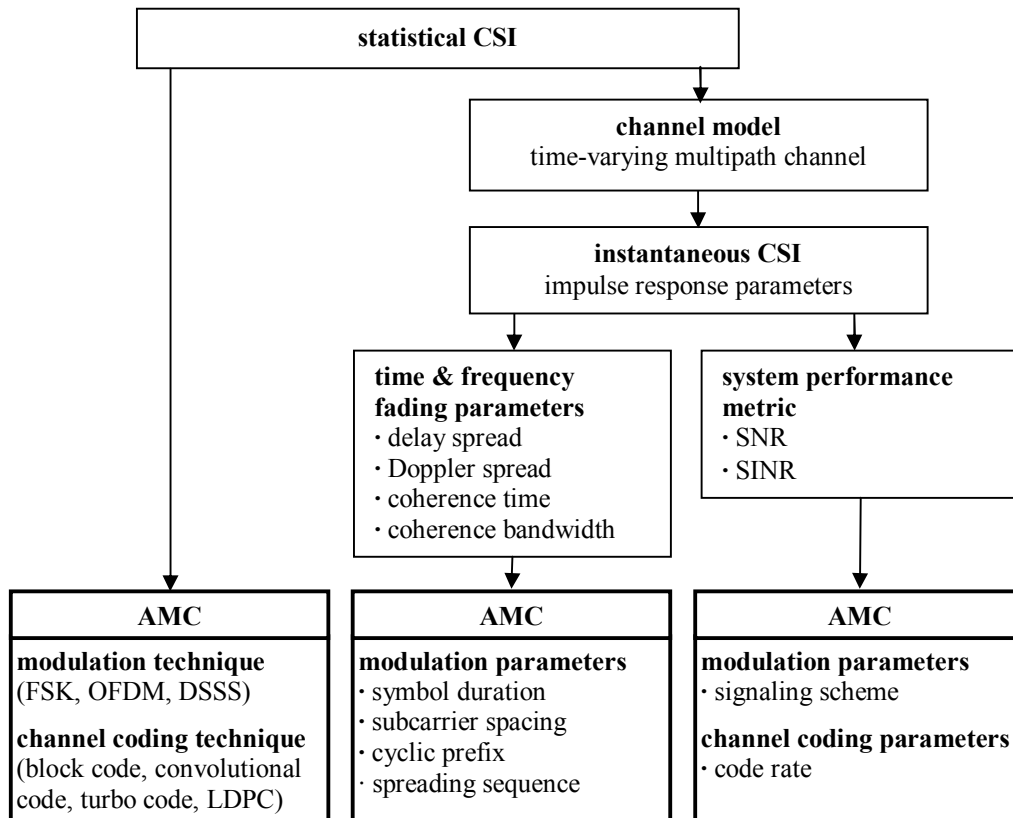 statistical CSI
channel model
time-varying multipath channel
instantaneous CSI
impulse response parameters
time & frequency
fading parameters
· delay spread
· Doppler spread
· coherence time
· coherence bandwidth
system performance
metric
· SNR
· SINR
AMC
modulation technique
(FSK, OFDM, DSSS)
channel coding technique
(block code, convolutional
code, turbo code, LDPC)
AMC
modulation parameters
· symbol duration
· subcarrier spacing
· cyclic prefix
· spreading sequence
AMC
modulation parameters
· signaling scheme
channel coding parameters
· code rate